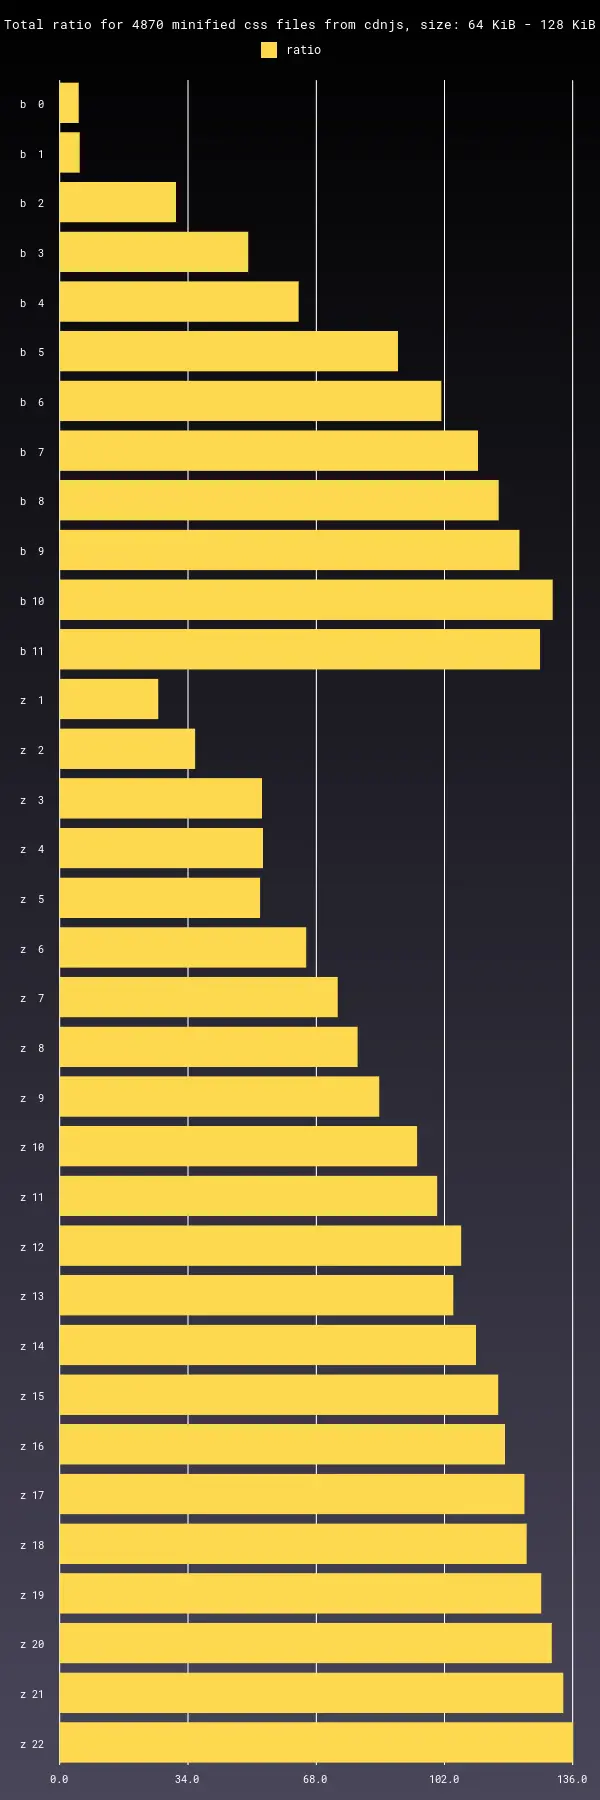 Total ratio for 4870 minified css files from cdnjs, size: 64 KiB - 128 KiB
ratio
b 0
b 1
b 2
b 3
b 4
b 5
b 6
b 7
b 8
b 9
b 10
b 11
z 1
z 2
z 3
z 4
z 5
z 6
z 7
z 8
z 9
z 10
z 11
z 12
z 13
z 14
z 15
z 16
z 17
z 18
z 19
z 20
z 21
z 22
0.0 34.0 68.0 102.0 136.0